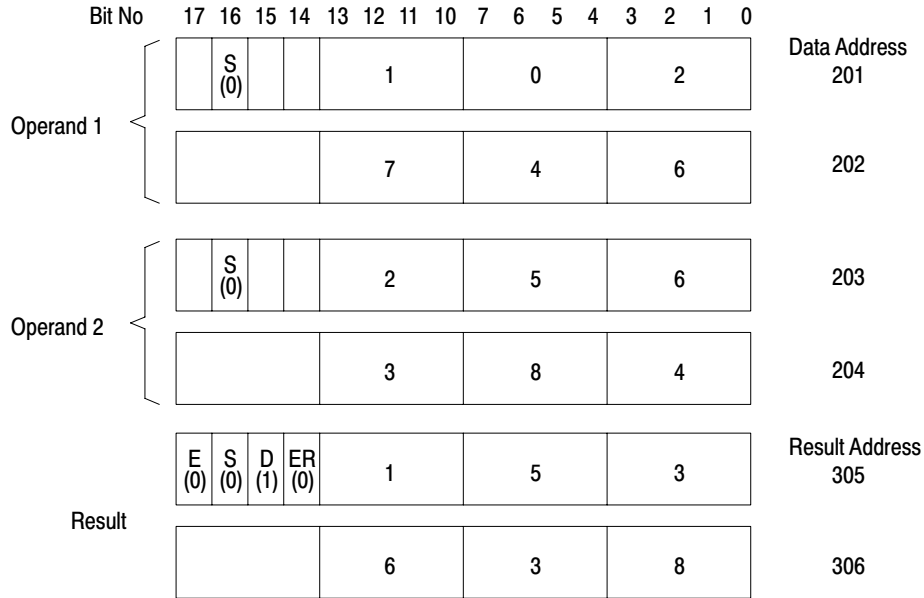 Bit No 17 16 15 14 13 12 11 10 7 6 5 4 3 2 1 0
Data Address
S
(0)
1 0 2 201
Operand 1
7 4 6 202
S
(0)
2 5 6 203
Operand 2
3 8 4 204
Result Address
E S D ER
(0) (0) (1) (0)
1 5 3 305
Result
6 3 8 306